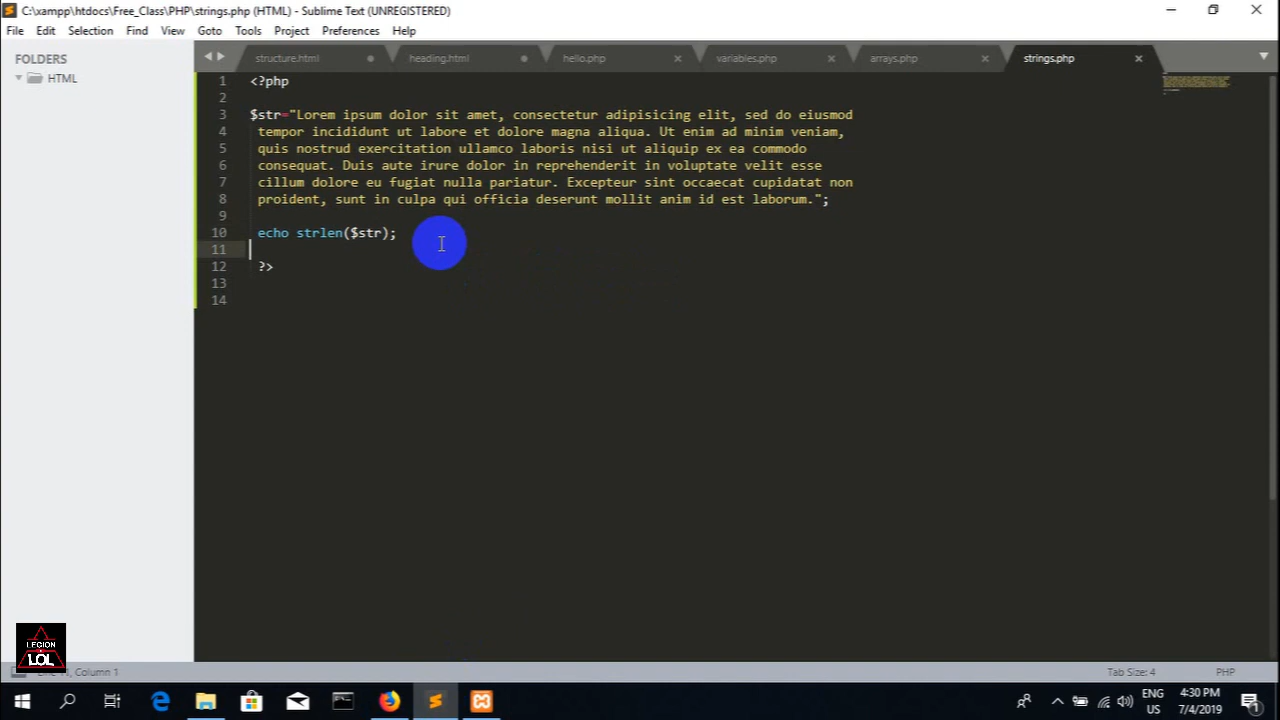 C:\xampp\htdocs\Free_Class\PHP\strings.php (HTML) - Sublime Text (UNREGISTERED)
File Edit Selection Find View Goto Tools Project Preferences Help
FOLDERS
HTML
structure.html heading.html hello.php variables.php arrays.php strings.php
1 <?php
2
3 $str="Lorem ipsum dolor sit amet, consectetur adipisicing elit, sed do eiusmod
4 tempor incididunt ut labore et dolore magna aliqua. Ut enim ad minim veniam,
5 quis nostrud exercitation ullamco laboris nisi ut aliquip ex ea commodo
6 consequat. Duis aute irure dolor in reprehenderit in voluptate velit esse
7 cillum dolore eu fugiat nulla pariatur. Excepteur sint occaecat cupidatat non
8 proident, sunt in culpa qui officia deserunt mollit anim id est laborum.";
9
10 echo strlen($str);
11
12 ?>
13
14
LEGION
LOL
Column 1
Tab Size: 4 PHP
ENG
US
4:30 PM
7/4/2019
1